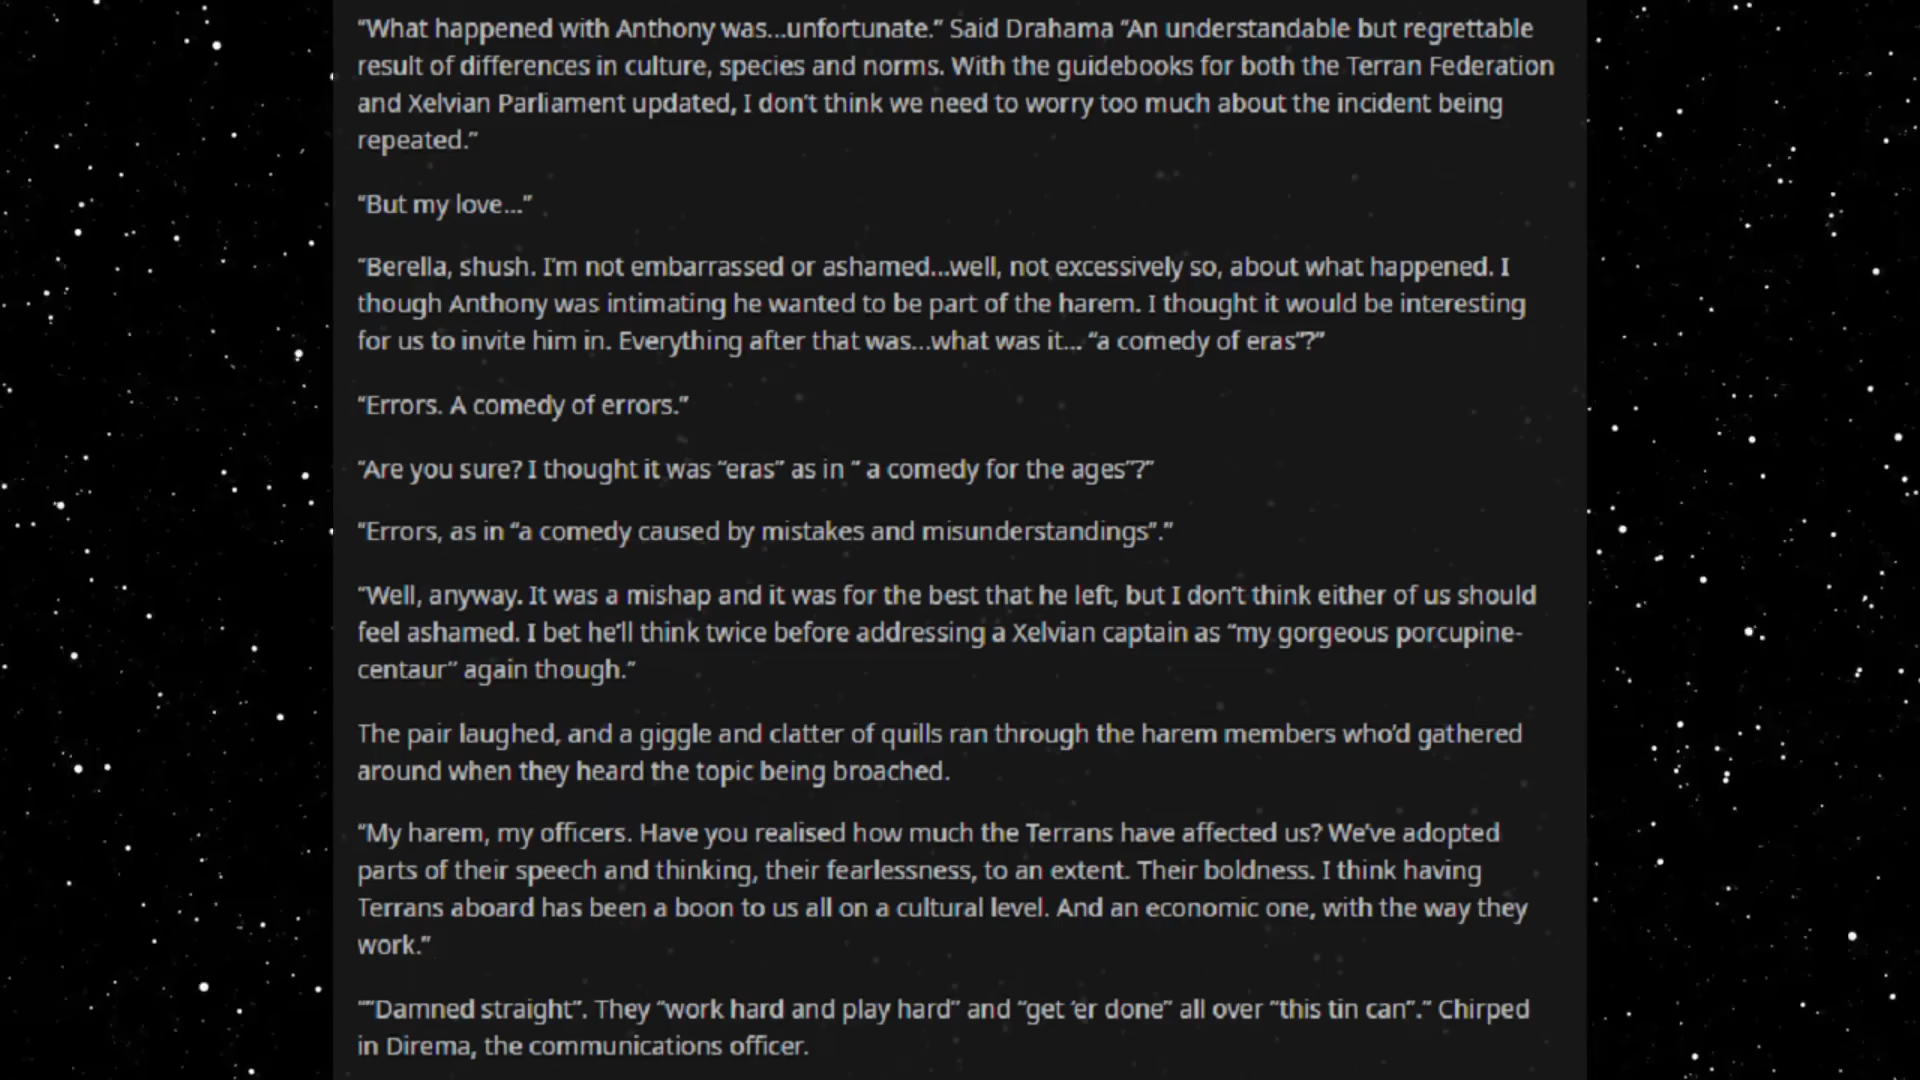 “What happened with Anthony was...unfortunate.” Said Drahama “An understandable but regrettable
result of differences in culture, species and norms. With the guidebooks for both the Terran Federation
and Xelvian Parliament updated, I don’t think we need to worry too much about the incident being
repeated.”
“But my love...”
“Berella, shush. I’m not embarrassed or ashamed...well, not excessively so, about what happened. I
though Anthony was intimating he wanted to be part of the harem. I thought it would be interesting
for us to invite him in. Everything after that was...what was it... “a comedy of eras”?”
“Errors. A comedy of errors.”
“Are you sure? I thought it was “eras” as in “ a comedy for the ages”?”
“Errors, as in “a comedy caused by mistakes and misunderstandings”.”
“Well, anyway. It was a mishap and it was for the best that he left, but I don’t think either of us should
feel ashamed. I bet he’ll think twice before addressing a Xelvian captain as “my gorgeous porcupine-
centaur” again though.”
The pair laughed, and a giggle and clatter of quills ran through the harem members who’d gathered
around when they heard the topic being broached.
“My harem, my officers. Have you realised how much the Terrans have affected us? We’ve adopted
parts of their speech and thinking, their fearlessness, to an extent. Their boldness. I think having
Terrans aboard has been a boon to us all on a cultural level. And an economic one, with the way they
work.”
““Damned straight”. They “work hard and play hard” and “get ‘er done” all over “this tin can”.” Chirped
in Direma, the communications officer.